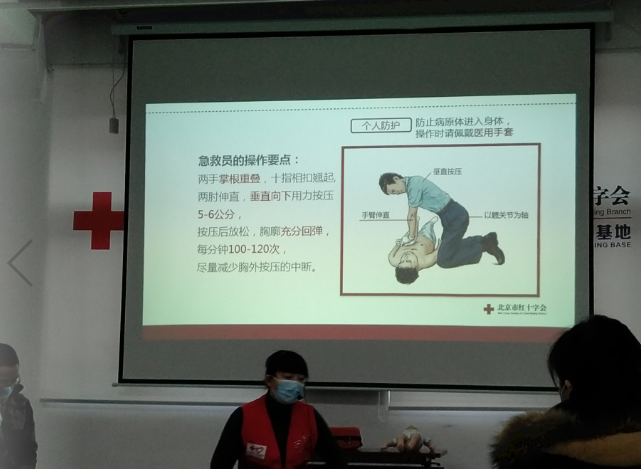 个人防护
防止病原体进入身体，
操作时请佩戴医用手套
急救员的操作要点：
两手掌根重叠，十指相扣翘起，
两肘伸直，垂直向下用力按压
5-6公分，
按压后放松，胸廓充分回弹，
每分钟100-120次，
尽量减少胸外按压的中断。
垂直按压
手臂伸直
以髋关节为轴
北京市红十字会
字会
ing Branch
基地
NING BASE